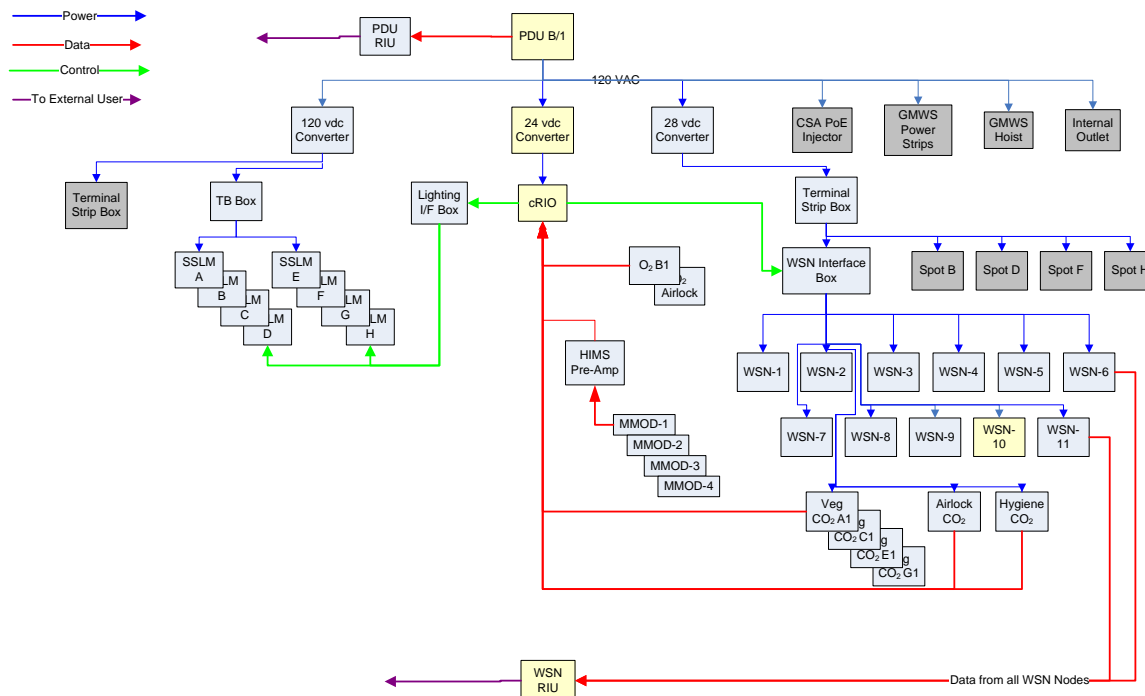 Power
Data
Control
To External User
PDU
RIU
PDU B/1
120 VAC
120 vdc
Converter
24 vdc
Converter
28 vdc
Converter
CSA PoE
Injector
GMWS
Power
Strips
GMWS
Hoist
Internal
Outlet
Terminal
Strip Box
TB Box
Lighting
I/F Box
cRIO
Terminal
Strip Box
SSLM
A
LM
B
LM
C
LM
D
SSLM
E
LM
F
LM
G
LM
H
O₂ B1
O₂
Airlock
WSN Interface
Box
Spot B
Spot D
Spot F
Spot H
HIMS
Pre-Amp
WSN-1
WSN-2
WSN-3
WSN-4
WSN-5
WSN-6
MMOD-1
MMOD-2
MMOD-3
MMOD-4
WSN-7
WSN-8
WSN-9
WSN-
10
WSN-
11
Veg
CO₂ A1
g
CO₂ C1
g
CO₂ E1
g
CO₂ G1
Airlock
CO₂
Hygiene
CO₂
WSN
RIU
Data from all WSN Nodes